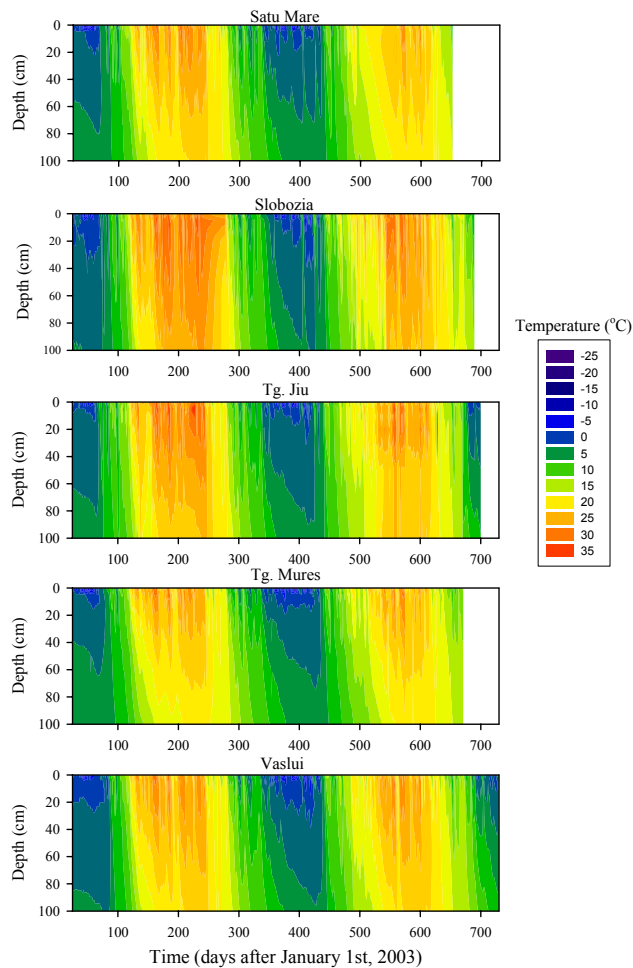 Satu Mare
0
20
40
60
80
100
Depth (cm)
100 200 300 400 500 600 700
Slobozia
0
20
40
60
80
100
Depth (cm)
100 200 300 400 500 600 700
Tg. Jiu
0
20
40
60
80
100
Depth (cm)
100 200 300 400 500 600 700
Tg. Mures
0
20
40
60
80
100
Depth (cm)
100 200 300 400 500 600 700
Vaslui
0
20
40
60
80
100
Depth (cm)
100 200 300 400 500 600 700
Time (days after January 1st, 2003)
Temperature (°C)
-25
-20
-15
-10
-5
0
5
10
15
20
25
30
35